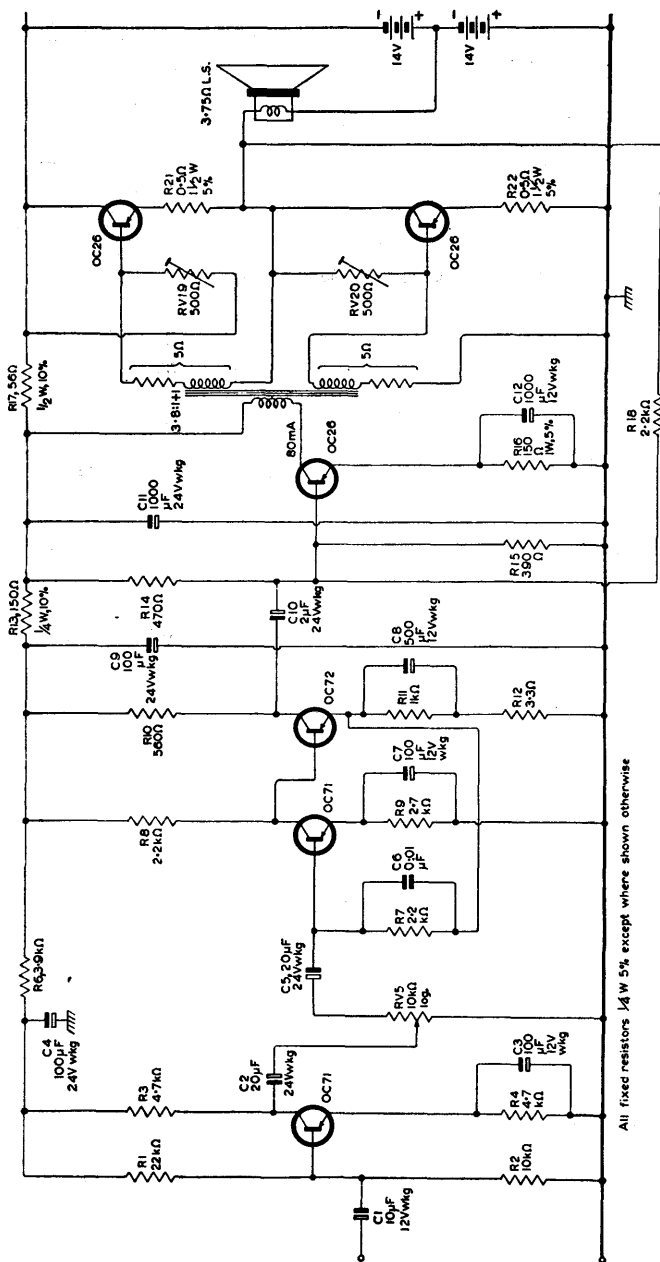 R6,3·9kΩ
R13,150Ω
¼W,10%
R17,56Ω
½W,10%
C4
100µF
24V wkg
C9
100
µF
24Vwkg
C11
1000
µF
24Vwkg
R1
22kΩ
R3
4·7kΩ
R8
2·2kΩ
R10
560Ω
R14
470Ω
3·8:1+1
5Ω
RV19
500Ω
OC26
R21
0·5Ω
1½W
5%
3·75Ω L.S.
-
+
14V
-
+
14V
C2
20µF
24Vwkg
C5,20µF
24Vwkg
C10
2µF
24Vwkg
80mA
OC26
OC71
OC71
OC72
RV20
500Ω
OC26
5Ω
C1
10µF
12Vwkg
R2
10kΩ
R4
4·7
kΩ
C3
100
µF
12V
wkg
RV5
10kΩ
log.
R7
2·2
kΩ
C6
0·01
µF
R9
2·7
kΩ
C7
100
µF
12V
wkg
R11
1kΩ
C8
500
µF
12Vwkg
R12
3·3Ω
R15
390
Ω
R16
150
Ω
1W,5%
C12
1000
µF
12Vwkg
R22
0·5Ω
1½W
5%
R18
2·2kΩ
All fixed resistors ¼W 5% except where shown otherwise